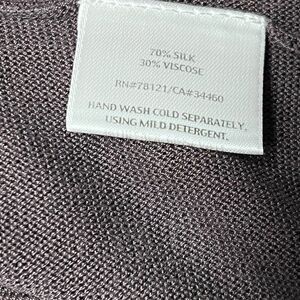 70% SILK
30% VISCOSE
RN#78121/CA#34460
HAND WASH COLD SEPARATELY,
USING MILD DETERGENT.